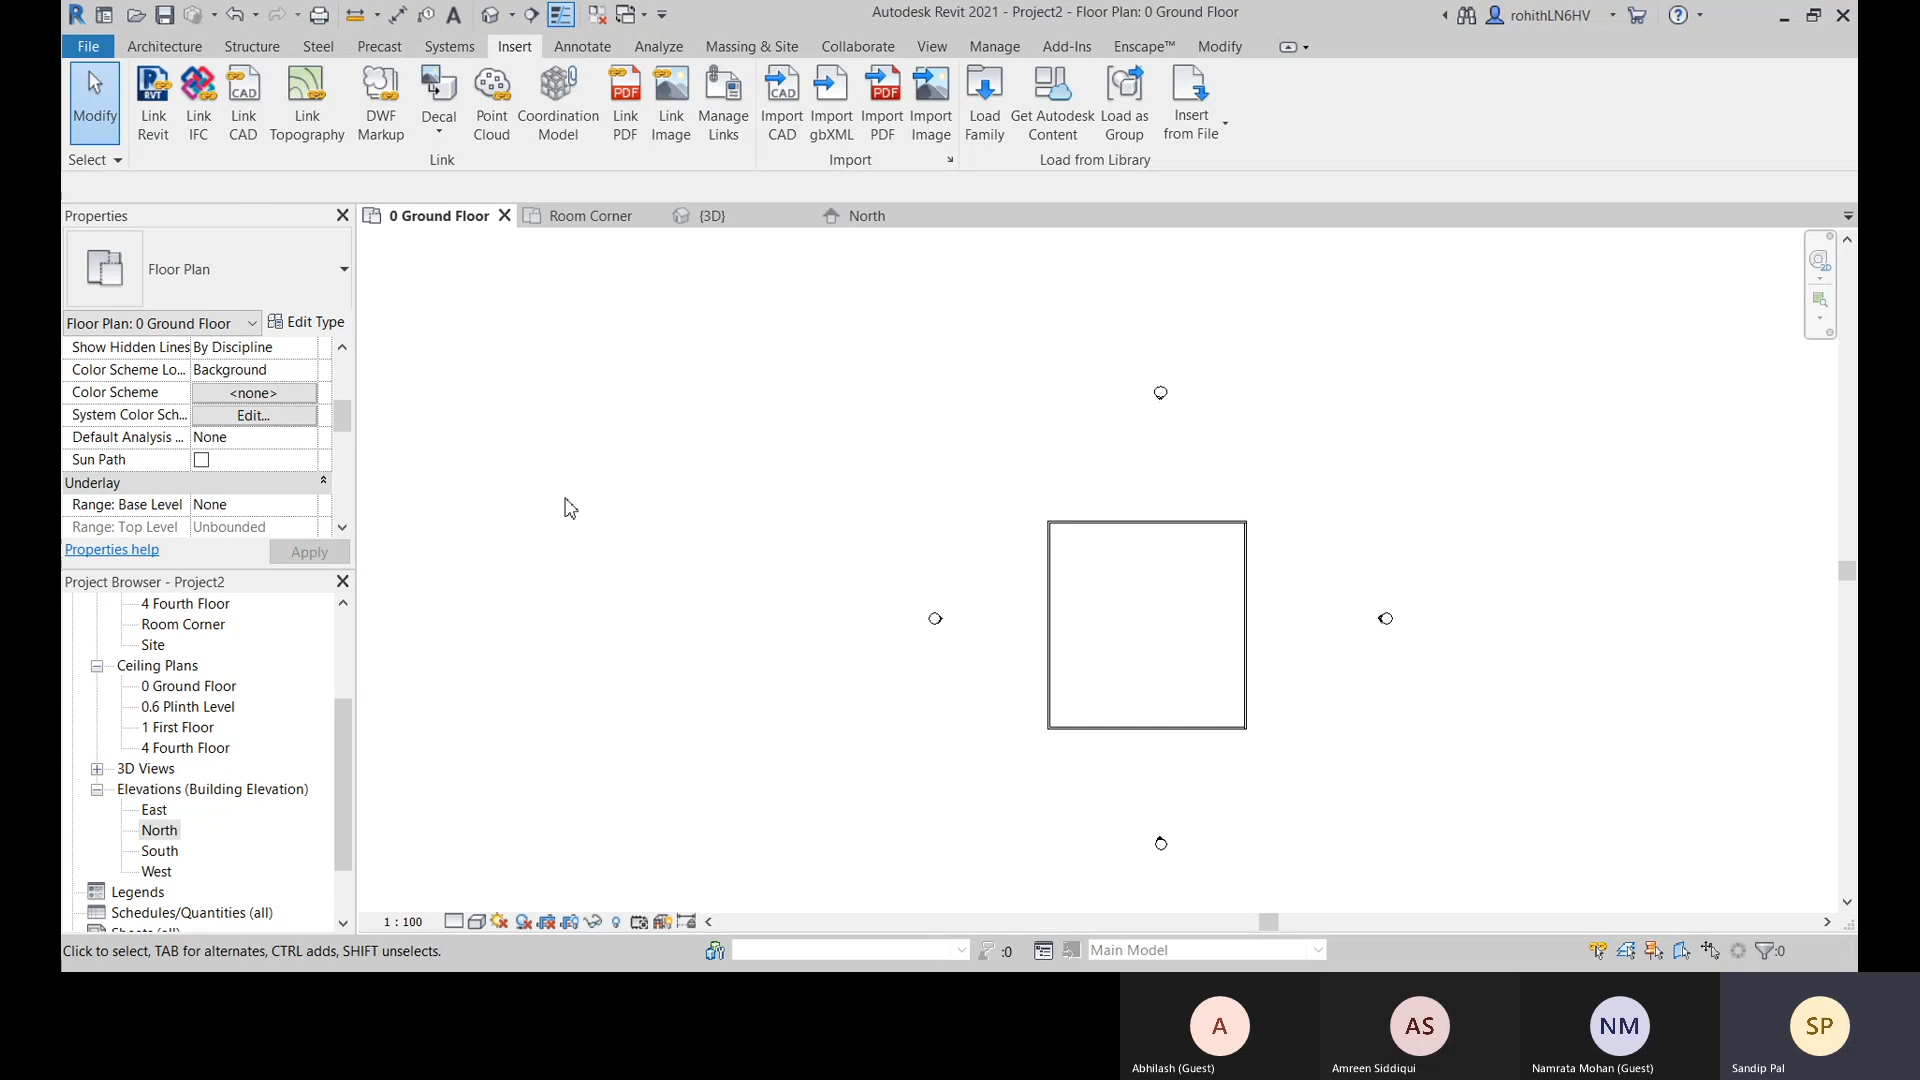 Autodesk Revit 2021 - Project2 - Floor Plan: 0 Ground Floor
rohithLN6HV
File Architecture Structure Steel Precast Systems Insert Annotate Analyze Massing & Site Collaborate View Manage Add-Ins Enscape™ Modify
Modify
Link Revit
Link IFC
Link CAD
Link Topography
DWF Markup
Decal
Point Cloud
Coordination Model
Link PDF
Link Image
Manage Links
Import CAD
Import gbXML
Import PDF
Import Image
Load Family
Get Autodesk Content
Load as Group
Insert from File
Select Link Import Load from Library
Properties
0 Ground Floor Room Corner {3D} North
Floor Plan
Floor Plan: 0 Ground Floor Edit Type
Show Hidden Lines By Discipline
Color Scheme Lo... Background
Color Scheme <none>
System Color Sch... Edit...
Default Analysis ... None
Sun Path
Underlay
Range: Base Level None
Range: Top Level Unbounded
Properties help Apply
Project Browser - Project2
4 Fourth Floor
Room Corner
Site
Ceiling Plans
0 Ground Floor
0.6 Plinth Level
1 First Floor
4 Fourth Floor
3D Views
Elevations (Building Elevation)
East
North
South
West
Legends
Schedules/Quantities (all)
1 : 100
Click to select, TAB for alternates, CTRL adds, SHIFT unselects.
:0
Main Model
:0
A
AS
NM
SP
Abhilash (Guest)
Amreen Siddiqui
Namrata Mohan (Guest)
Sandip Pal